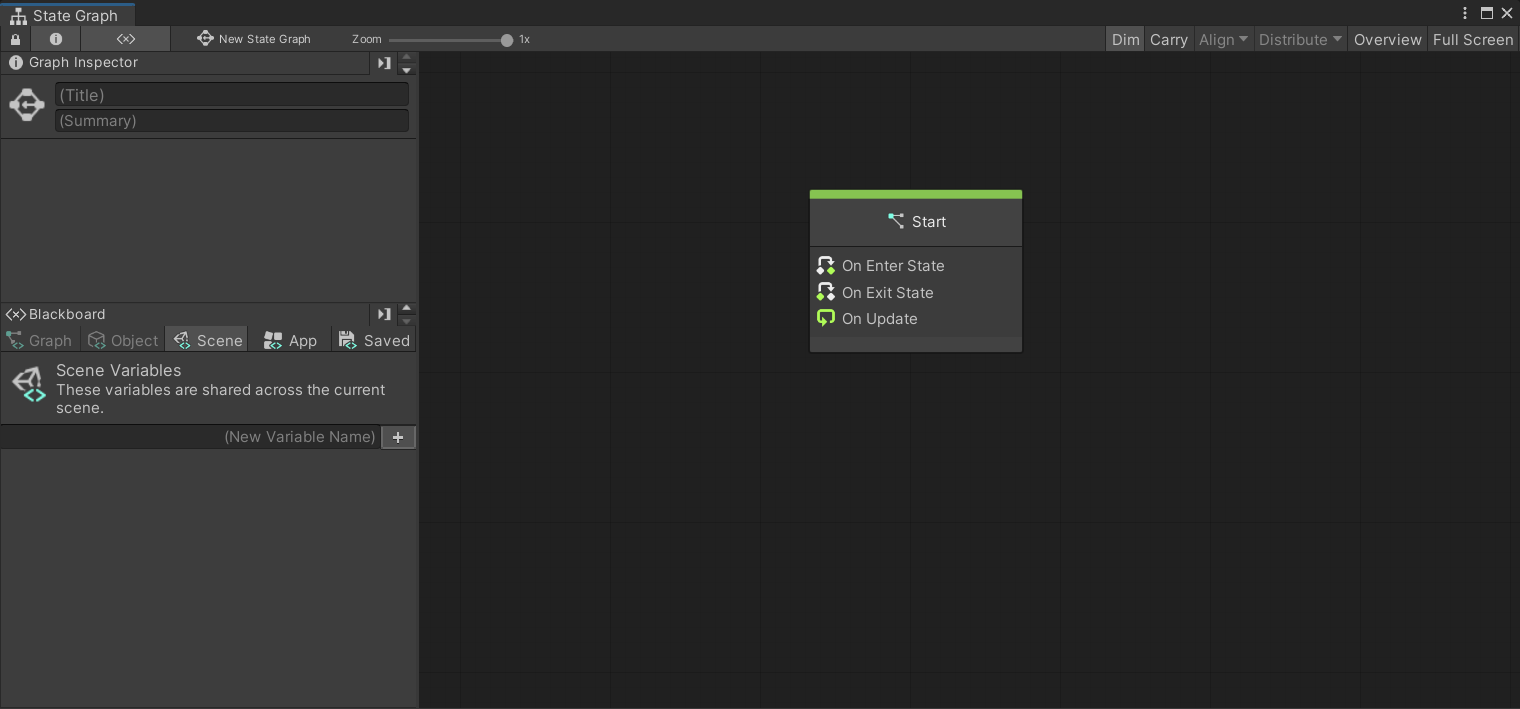 State Graph
New State Graph Zoom 1x Dim Carry Align Distribute Overview Full Screen
Graph Inspector
(Title)
(Summary)
Blackboard
Graph Object Scene App Saved
Scene Variables
These variables are shared across the current
scene.
(New Variable Name)
Start
On Enter State
On Exit State
On Update